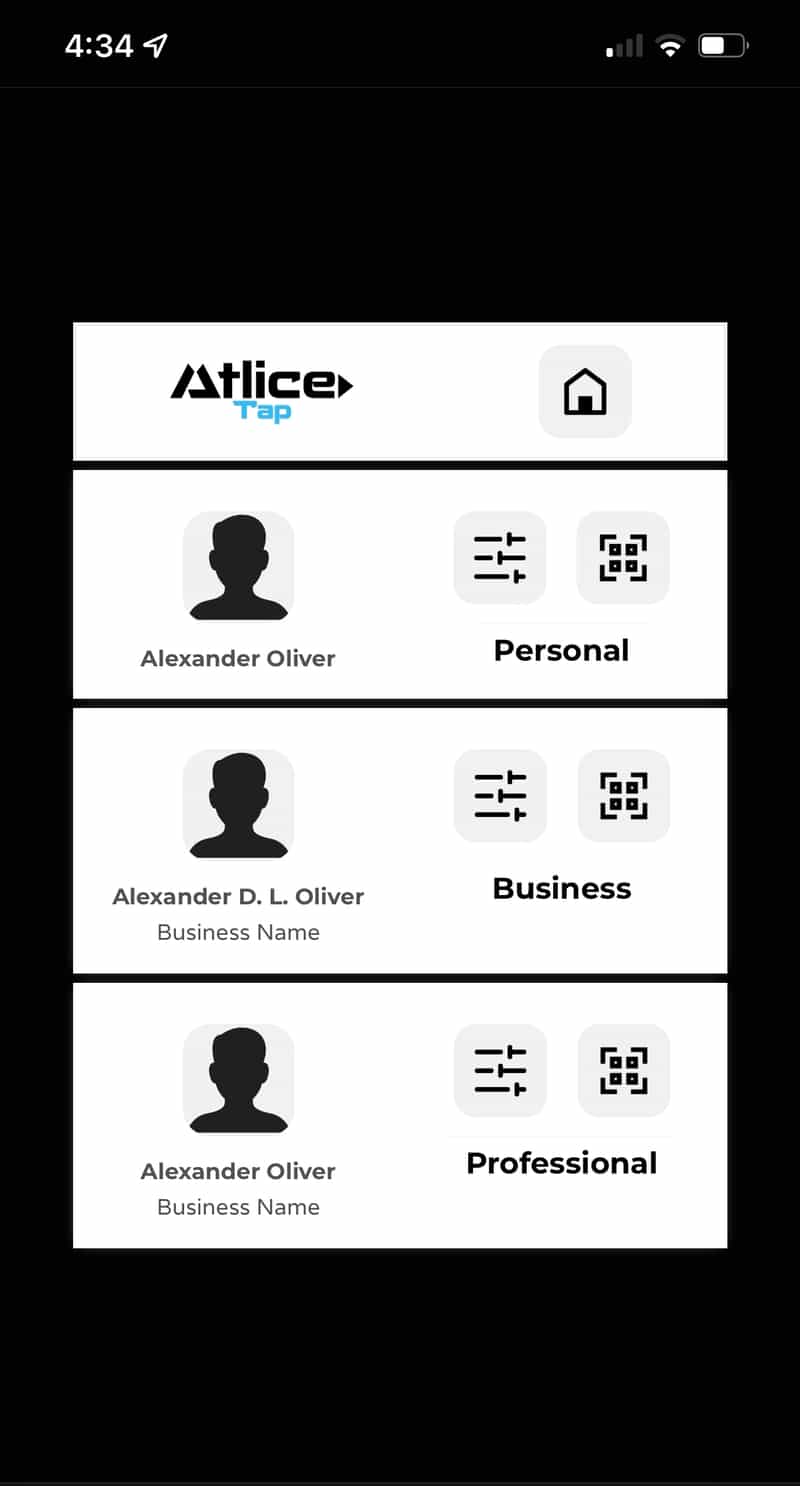 4:34
Atlice
Tap
Alexander Oliver
Personal
Alexander D. L. Oliver
Business Name
Business
Alexander Oliver
Business Name
Professional